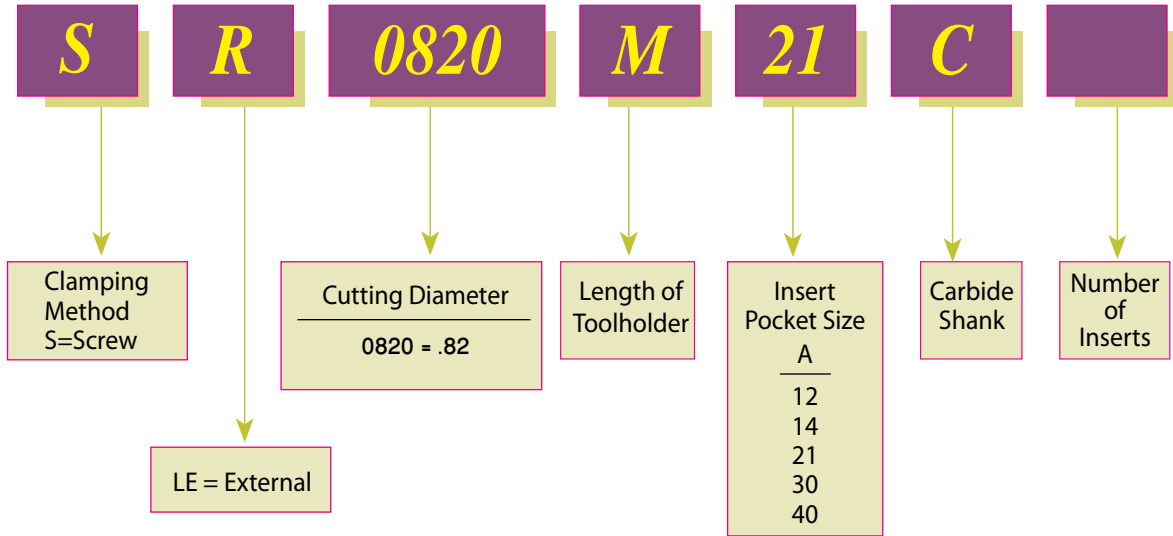 S R 0820 M 21 C
Clamping
Method
S=Screw
LE = External
Cutting Diameter
0820 = .82
Length of
Toolholder
Insert
Pocket Size
A
12
14
21
30
40
Carbide
Shank
Number
of
Inserts